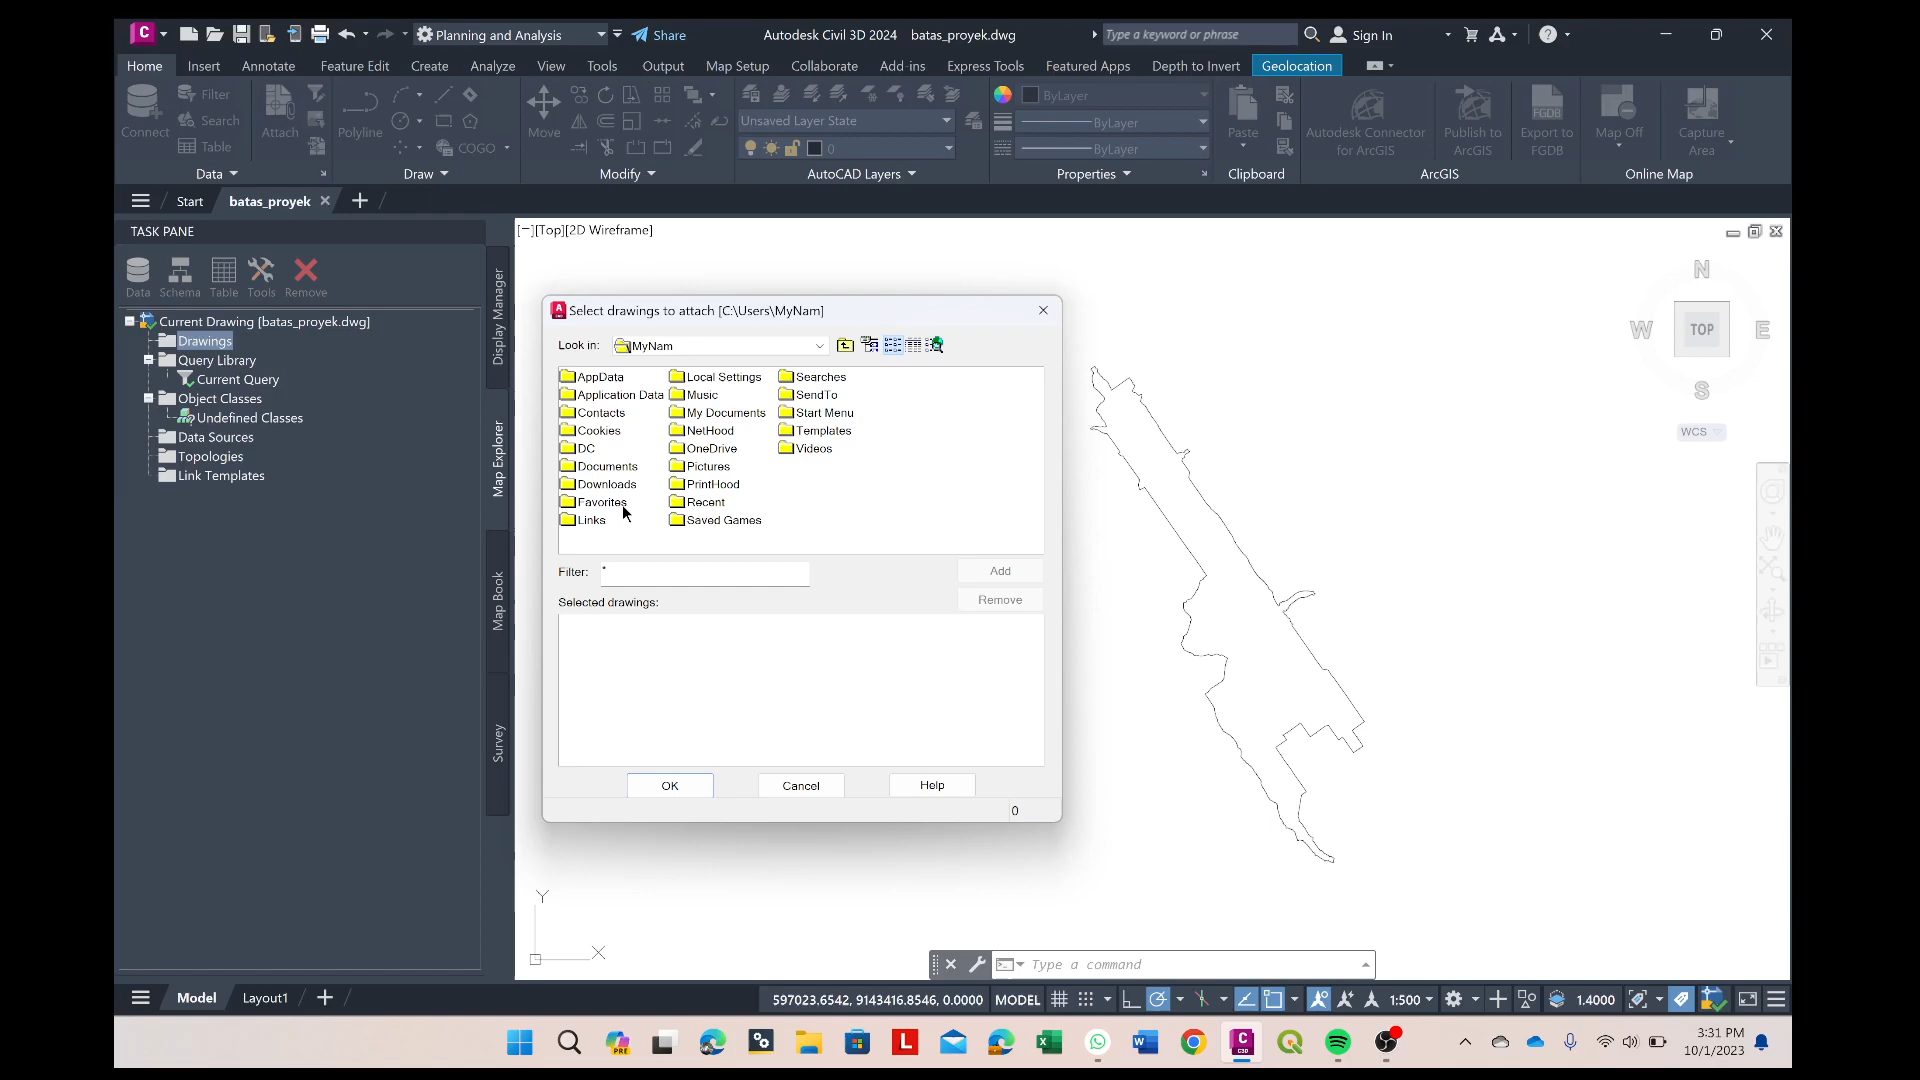 Planning and Analysis
Share
Autodesk Civil 3D 2024 batas_proyek.dwg
Type a keyword or phrase
Sign In
Home Insert Annotate Feature Edit Create Analyze View Tools Output Map Setup Collaborate Add-ins Express Tools Featured Apps Depth to Invert Geolocation
Connect
Filter
Search
Table
Attach
Polyline
COGO
Move
Unsaved Layer State
0
ByLayer
ByLayer
ByLayer
Paste
Autodesk Connector
for ArcGIS
Publish to
ArcGIS
FGDB
Export to
FGDB
Map Off
Capture
Area
Data Draw Modify AutoCAD Layers Properties Clipboard ArcGIS Online Map
Start batas_proyek
TASK PANE
Data Schema Table Tools Remove
Current Drawing [batas_proyek.dwg]
Drawings
Query Library
Current Query
Object Classes
Undefined Classes
Data Sources
Topologies
Link Templates
Display Manager
Map Explorer
Map Book
Survey
[−][Top][2D Wireframe]
Select drawings to attach [C:\Users\MyNam]
Look in: MyNam
AppData Local Settings Searches
Application Data Music SendTo
Contacts My Documents Start Menu
Cookies NetHood Templates
DC OneDrive Videos
Documents Pictures
Downloads PrintHood
Favorites Recent
Links Saved Games
Filter: * Add
Selected drawings: Remove
OK Cancel Help
0
N
W TOP E
S
WCS
Y
X
Type a command
Model Layout1
597023.6542, 9143416.8546, 0.0000 MODEL 1:500 1.4000
PRE
L
C3D
3:31 PM
10/1/2023